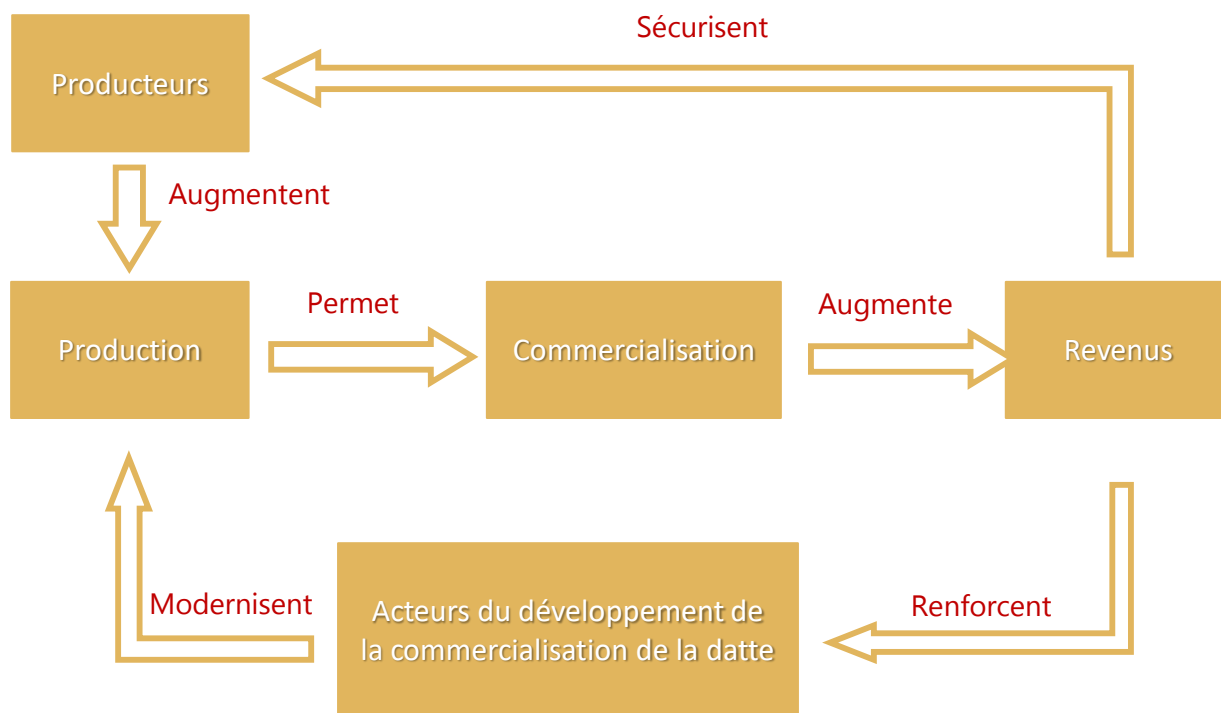 Sécurisent
Producteurs
Augmentent
Permet
Augmente
Production
Commercialisation
Revenus
Modernisent
Acteurs du développement de
la commercialisation de la datte
Renforcent